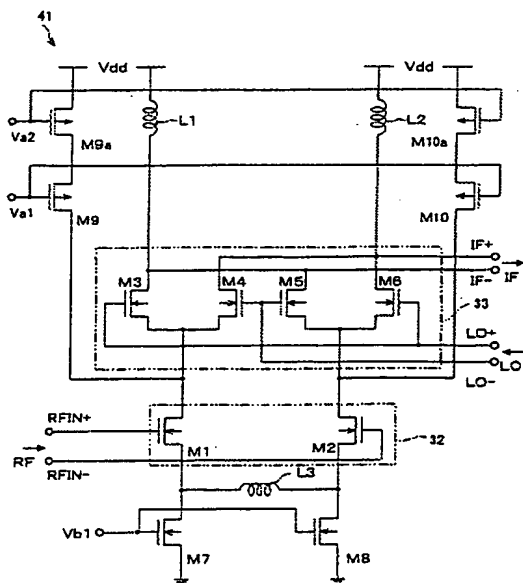 41
Vdd Vdd
L1 L2
Va2
M9a M10a
Va1
M9 M10
IF+
IF
IF-
M3 M4 M5 M6
33
LO+
LO
LO-
RFIN+
M1 M2
32
RF
RFIN-
L3
Vb1
M7 M8